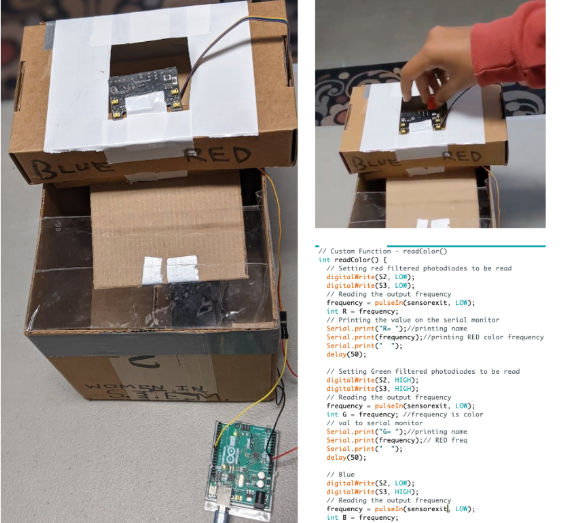 BLUE RED
WOMEN IN
BLUE RED
// Custom Function - readColor()
int readColor() {
// Setting red filtered photodiodes to be read
digitalWrite(S2, LOW);
digitalWrite(S3, LOW);
// Reading the output frequency
frequency = pulseIn(sensorexit, LOW);
int R = frequency;
// Printing the value on the serial monitor
Serial.print("R= ");//printing name
Serial.print(frequency);//printing RED color frequency
Serial.print("  ");
delay(50);
// Setting Green filtered photodiodes to be read
digitalWrite(S2, HIGH);
digitalWrite(S3, HIGH);
// Reading the output frequency
frequency = pulseIn(sensorexit, LOW);
int G = frequency; //frequency is color
// val to serial monitor
Serial.print("G= ");//printing name
Serial.print(frequency);// RED freq
Serial.print("  ");
delay(50);
// Blue
digitalWrite(S2, LOW);
digitalWrite(S3, HIGH);
// Reading the output frequency
frequency = pulseIn(sensorexit, LOW);
int B = frequency;